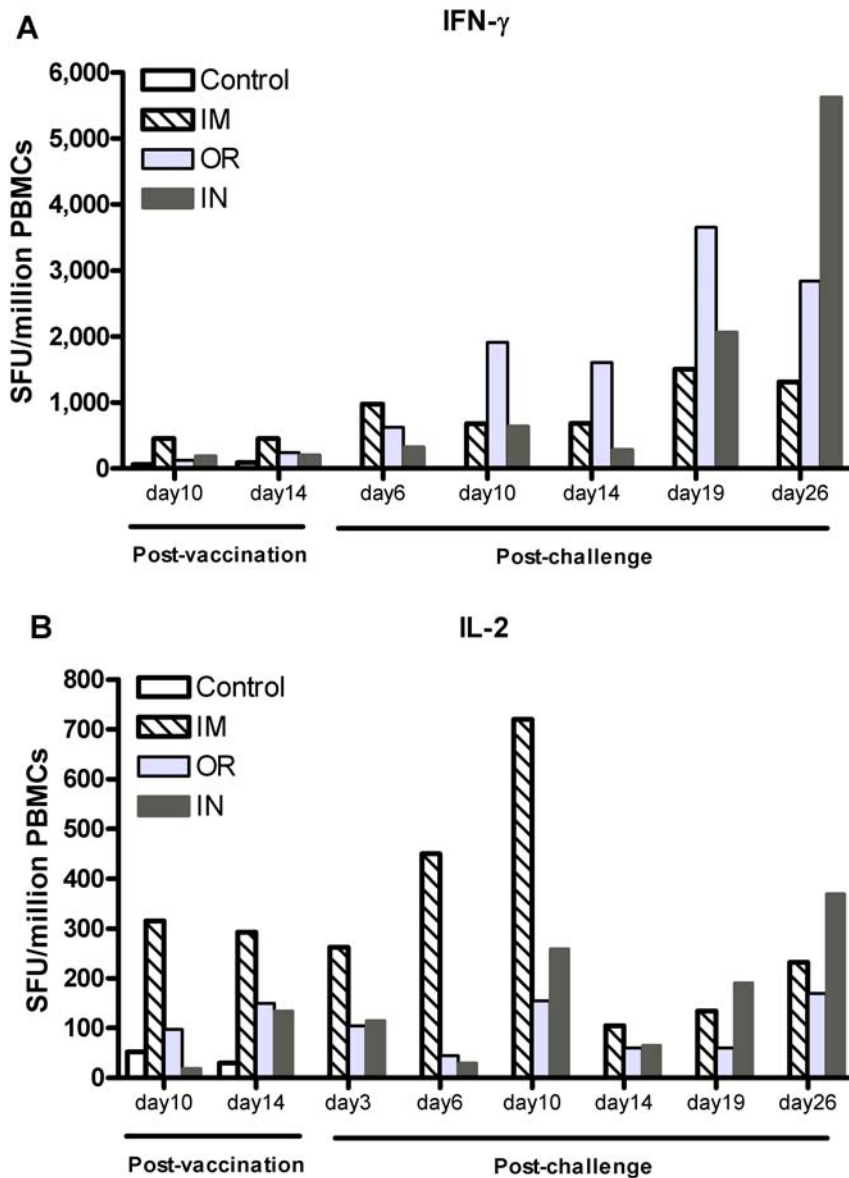 A
IFN-γ
SFU/million PBMCs
6,000
5,000
4,000
3,000
2,000
1,000
0
Control
IM
OR
IN
day10 day14 day6 day10 day14 day19 day26
Post-vaccination Post-challenge
B
IL-2
SFU/million PBMCs
800
700
600
500
400
300
200
100
0
Control
IM
OR
IN
day10 day14 day3 day6 day10 day14 day19 day26
Post-vaccination Post-challenge